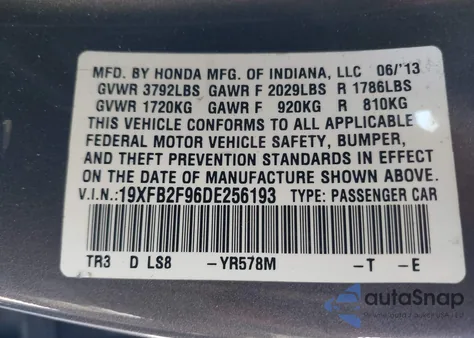 MFD. BY HONDA MFG. OF INDIANA, LLC 06/'13
GVWR 3792LBS GAWR F 2029LBS R 1786LBS
GVWR 1720KG GAWR F 920KG R 810KG
THIS VEHICLE CONFORMS TO ALL APPLICABLE
FEDERAL MOTOR VEHICLE SAFETY, BUMPER,
AND THEFT PREVENTION STANDARDS IN EFFECT
ON THE DATE OF MANUFACTURE SHOWN ABOVE.
V.I.N.:19XFB2F96DE256193 TYPE: PASSENGER CAR
TR3 D LS8 -YR578M -T -E
autoSnap